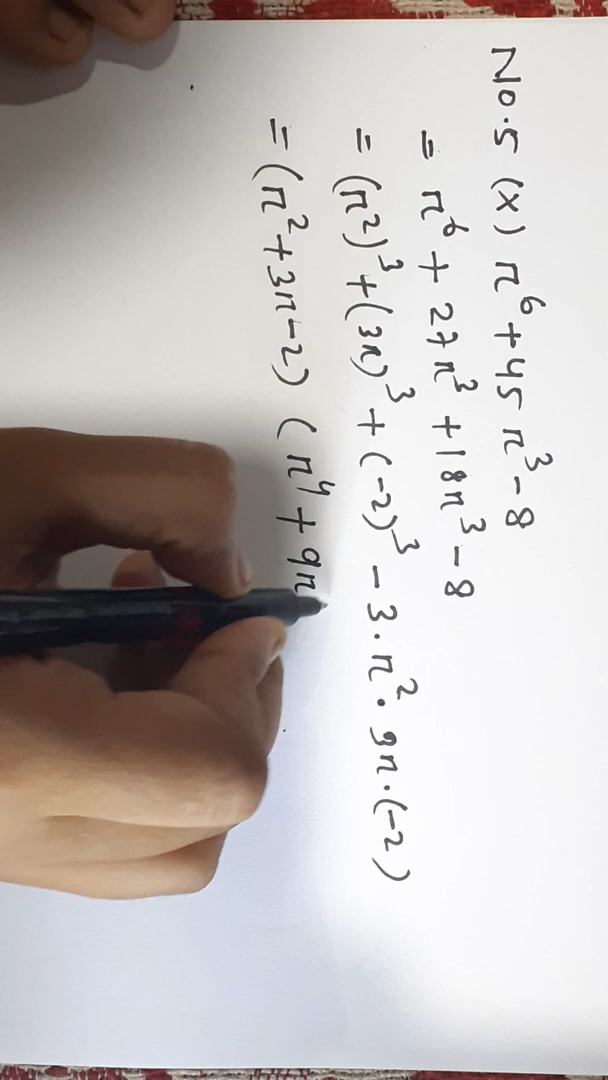 No.5 (x) n⁶+45n³-8
= n⁶ + 27n³ +18n³ -8
= (n²)³+(3n)³ +(-2)³ -3·n²·3n·(-2)
= (n²+3n-2) (n⁴+9n